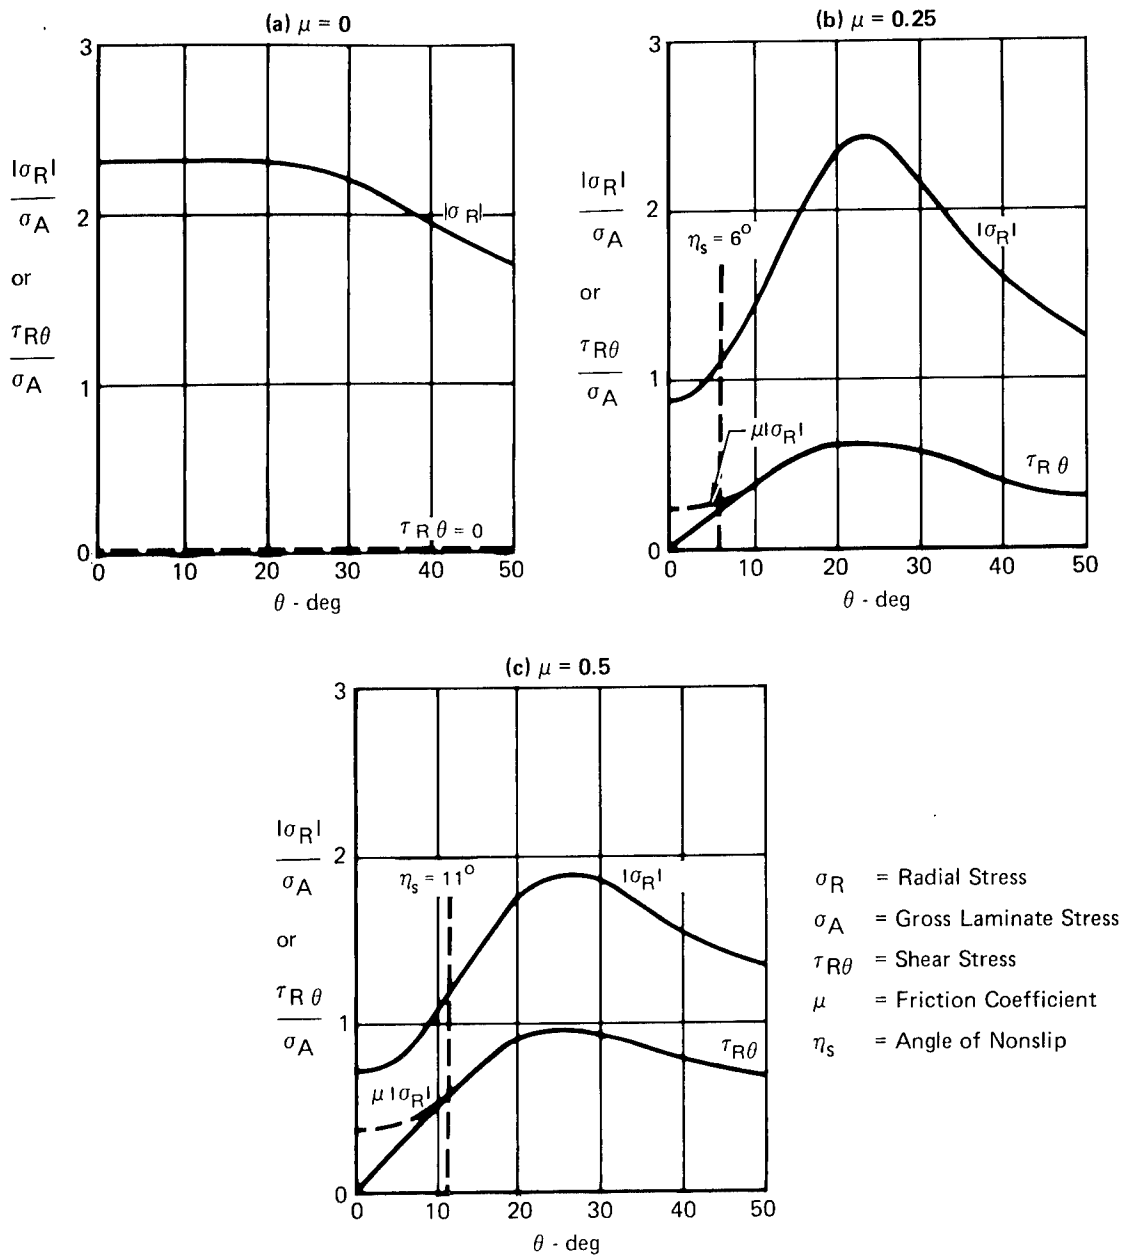 (a) μ = 0
3
2
1
0
|σR|
σA
or
τRθ
σA
|σR|
τRθ = 0
0 10 20 30 40 50
θ - deg
(b) μ = 0.25
3
2
1
0
|σR|
σA
or
τRθ
σA
ηs = 6°
|σR|
μ|σR|
τRθ
0 10 20 30 40 50
θ - deg
(c) μ = 0.5
3
2
1
0
|σR|
σA
or
τRθ
σA
ηs = 11°
|σR|
μ|σR|
τRθ
0 10 20 30 40 50
θ - deg
σR = Radial Stress
σA = Gross Laminate Stress
τRθ = Shear Stress
μ = Friction Coefficient
ηs = Angle of Nonslip